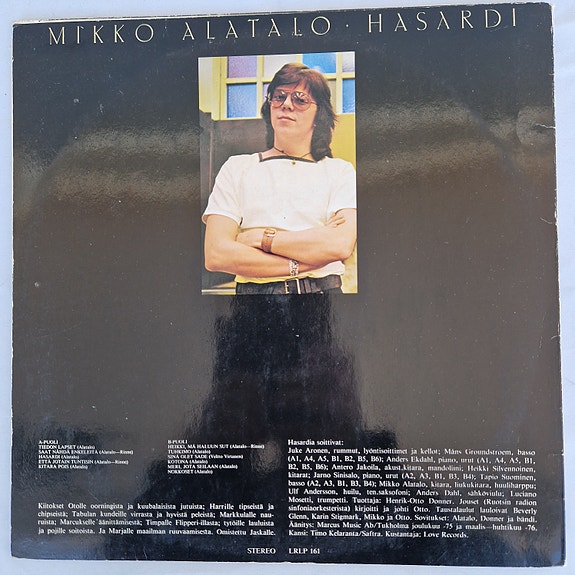 MIKKO ALATALO · HASARDI
A-PUOLI
TIEDON LAPSET (Alatalo)
SAAT NÄHDÄ ENKELEITÄ (Alatalo—Rinne)
HASARDI (Alatalo)
ETTÄ JOTAIN TUNTISIN (Alatalo—Rinne)
KITARA POIS (Alatalo)
B-PUOLI
HEIKKI, MÄ HALUUN SUT (Alatalo—Rinne)
TUHKIMO (Alatalo)
SINÄ OLET SADE (Velto Virtanen)
KOTONA (Alatalo)
MERI, JOTA SEILAAN (Alatalo)
NOKKOSET (Alatalo)
Kiitokset Otolle oorningista ja kuubalaisista jutuista; Harrille tipseistä ja
chipseistä; Tabulan kundeille virrasta ja hyvistä peleistä; Markkulalle nau-
ruista; Marcukselle äänittämisestä; Timpalle Flipperi-illasta; tytöille lauluista
ja pojille soitoista. Ja Marjalle maailman ruuvaamisesta. Omistettu Jaskalle.
Hasardia soittivat:
Juke Aronen, rummut, lyöntisoittimet ja kellot; Måns Groundstroem, basso
(A1, A4, A5, B1, B2, B5, B6); Anders Ekdahl, piano, urut (A1, A4, A5, B1,
B2, B5, B6); Antero Jakoila, akust.kitara, mandoliini; Heikki Silvennoinen,
kitarat; Jarno Sinisalo, piano, urut (A2, A3, B1, B3, B4); Tapio Suominen,
basso (A2, A3, B1, B3, B4); Mikko Alatalo, kitara, liukukitara, huuliharppu;
Ulf Andersson, huilu, ten.saksofoni; Anders Dahl, sähköviulu; Luciano
Mosetti, trumpetti. Tuottaja: Henrik-Otto Donner. Jouset (Ruotsin radion
sinfoniaorkesterista) kirjoitti ja johti Otto. Taustalaulut lauloivat Beverly
Glenn, Karin Stigmark, Mikko ja Otto. Sovitukset: Alatalo, Donner ja bändi.
Äänitys: Marcus Music Ab/Tukholma joulukuu -75 ja maalis—huhtikuu -76.
Kansi: Timo Kelaranta/Saftra. Kustantaja: Love Records.
STEREO LRLP 161